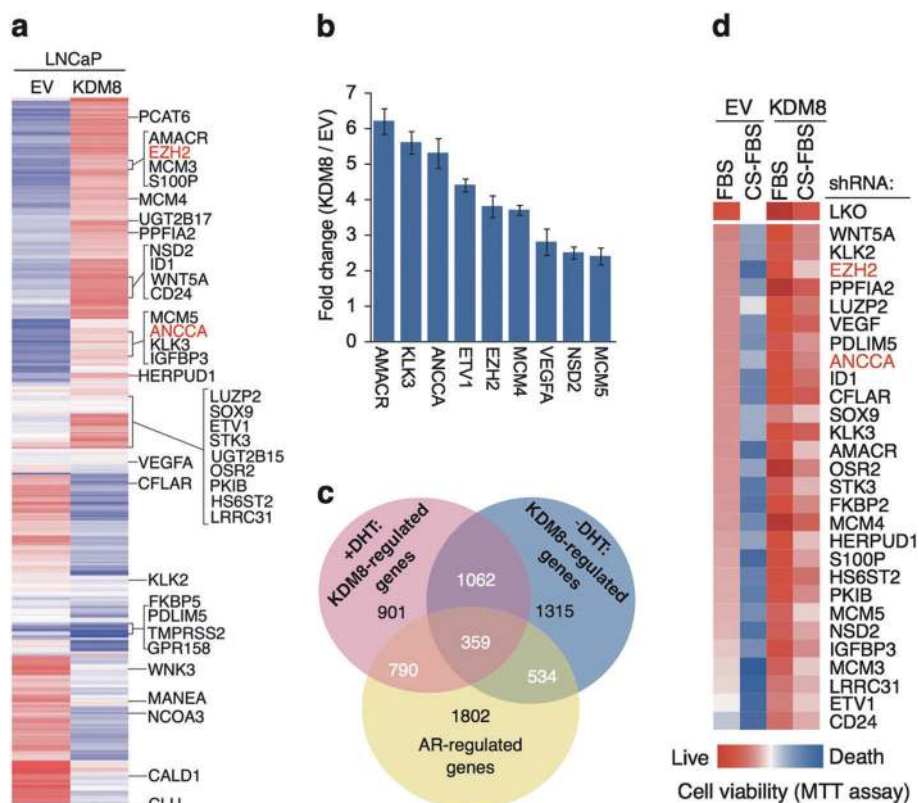 a
LNCaP
EV KDM8
PCAT6
AMACR
EZH2
MCM3
S100P
MCM4
UGT2B17
PPFIA2
NSD2
ID1
WNT5A
CD24
MCM5
ANCCA
KLK3
IGFBP3
HERPUD1
LUZP2
SOX9
ETV1
STK3
UGT2B15
OSR2
PKIB
HS6ST2
LRRC31
VEGFA
CFLAR
KLK2
FKBP5
PDLIM5
TMPRSS2
GPR158
WNK3
MANEA
NCOA3
CALD1
b
Fold change (KDM8 / EV)
7
6
5
4
3
2
1
0
AMACR
KLK3
ANCCA
ETV1
EZH2
MCM4
VEGFA
NSD2
MCM5
c
+DHT:
KDM8-regulated
genes
-DHT:
KDM8-regulated
genes
1062
901
1315
359
790
534
1802
AR-regulated
genes
d
EV KDM8
FBS
CS-FBS
FBS
CS-FBS
shRNA:
LKO
WNT5A
KLK2
EZH2
PPFIA2
LUZP2
VEGF
PDLIM5
ANCCA
ID1
CFLAR
SOX9
KLK3
AMACR
OSR2
STK3
FKBP2
MCM4
HERPUD1
S100P
HS6ST2
PKIB
MCM5
NSD2
IGFBP3
MCM3
LRRC31
ETV1
CD24
Live Death
Cell viability (MTT assay)